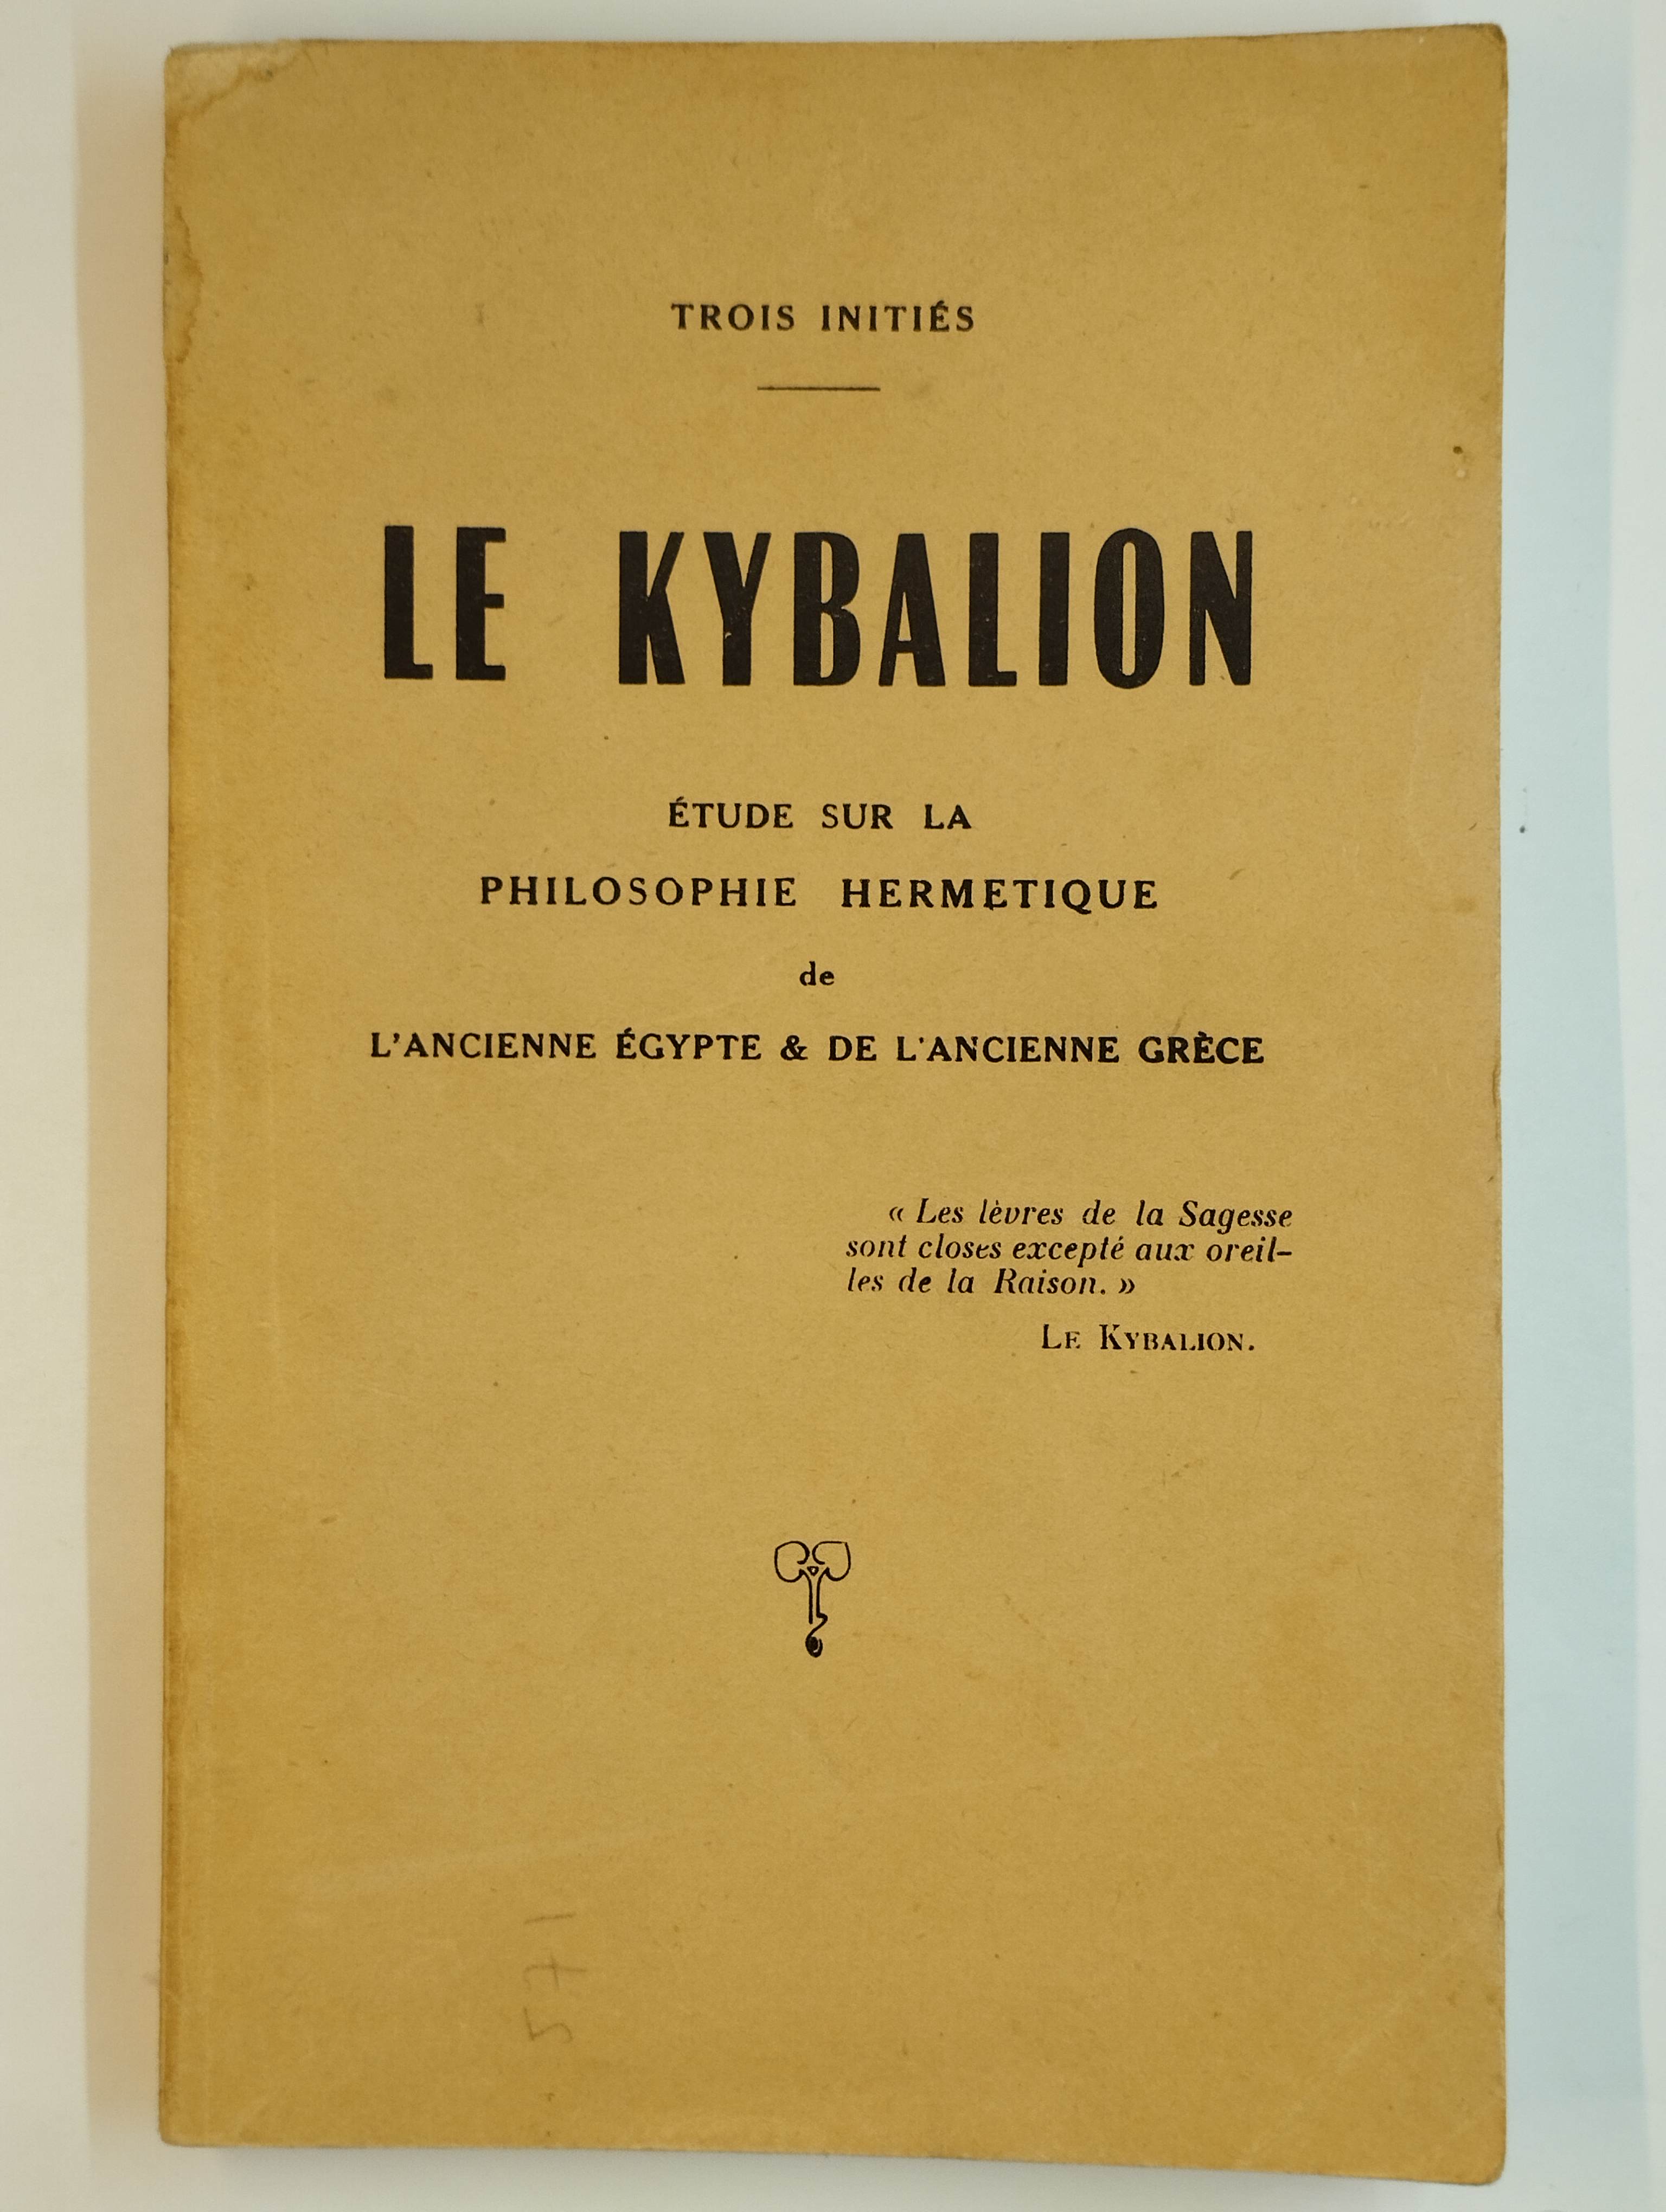 TROIS INITIÉS
LE KYBALION
ÉTUDE SUR LA
PHILOSOPHIE HERMETIQUE
de
L'ANCIENNE ÉGYPTE & DE L'ANCIENNE GRÈCE
« Les lèvres de la Sagesse
sont closes excepté aux oreil-
les de la Raison. »
LE KYBALION.
571